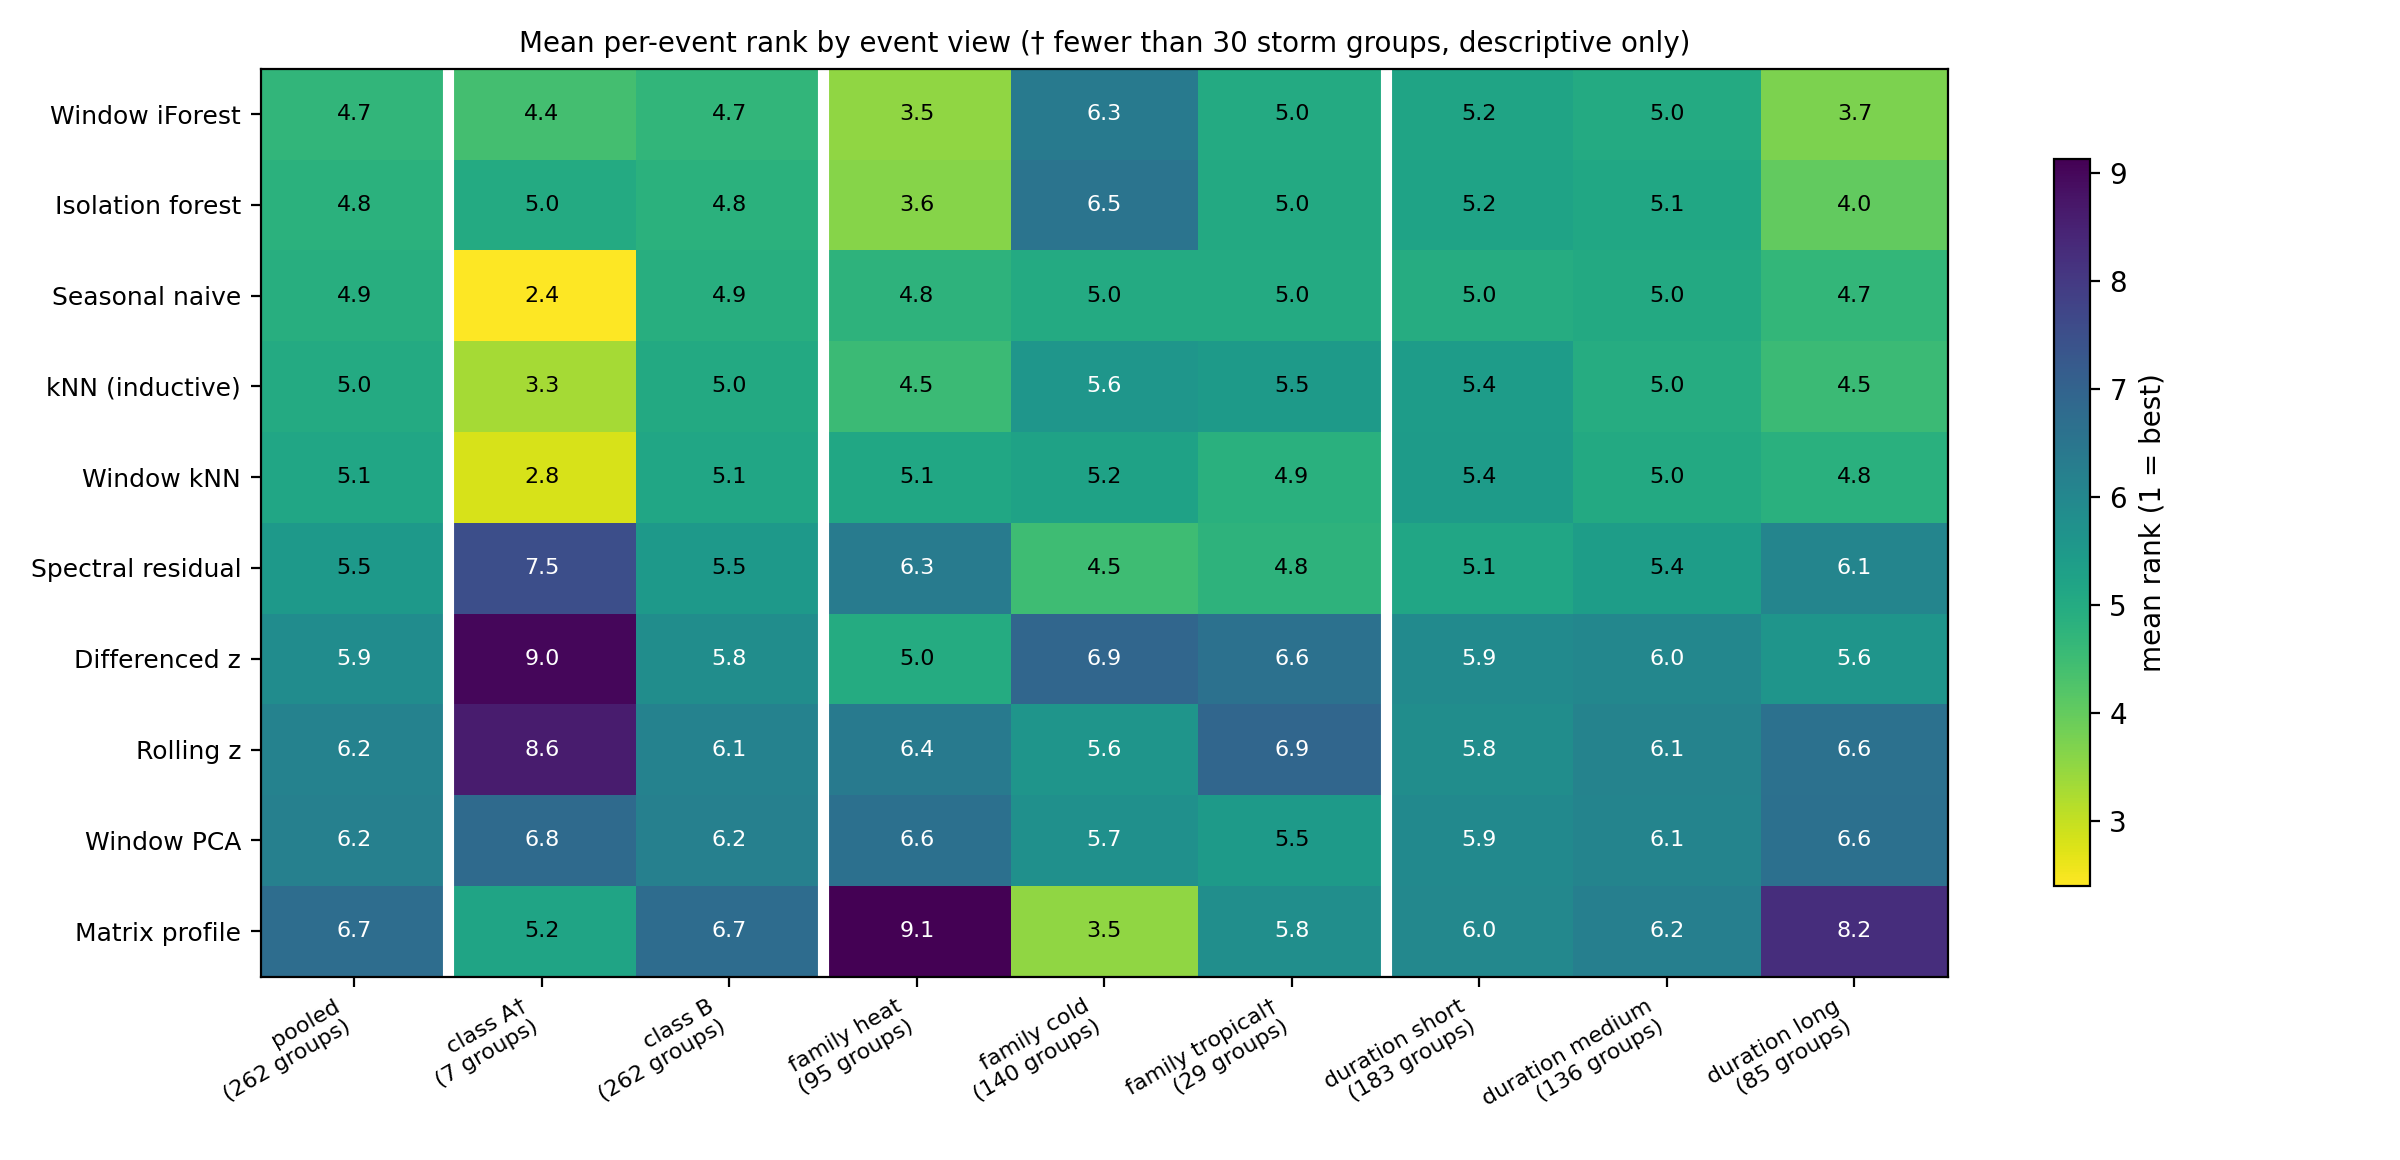 Mean per-event rank by event view († fewer than 30 storm groups, descriptive only)
Window iForest 4.7 4.4 4.7 3.5 6.3 5.0 5.2 5.0 3.7
Isolation forest 4.8 5.0 4.8 3.6 6.5 5.0 5.2 5.1 4.0
Seasonal naive 4.9 2.4 4.9 4.8 5.0 5.0 5.0 5.0 4.7
kNN (inductive) 5.0 3.3 5.0 4.5 5.6 5.5 5.4 5.0 4.5
Window kNN 5.1 2.8 5.1 5.1 5.2 4.9 5.4 5.0 4.8
Spectral residual 5.5 7.5 5.5 6.3 4.5 4.8 5.1 5.4 6.1
Differenced z 5.9 9.0 5.8 5.0 6.9 6.6 5.9 6.0 5.6
Rolling z 6.2 8.6 6.1 6.4 5.6 6.9 5.8 6.1 6.6
Window PCA 6.2 6.8 6.2 6.6 5.7 5.5 5.9 6.1 6.6
Matrix profile 6.7 5.2 6.7 9.1 3.5 5.8 6.0 6.2 8.2
pooled
(262 groups)
class A†
(7 groups)
class B
(262 groups)
family heat
(95 groups)
family cold
(140 groups)
family tropical†
(29 groups)
duration short
(183 groups)
duration medium
(136 groups)
duration long
(85 groups)
9
8
7
6
5
4
3
mean rank (1 = best)